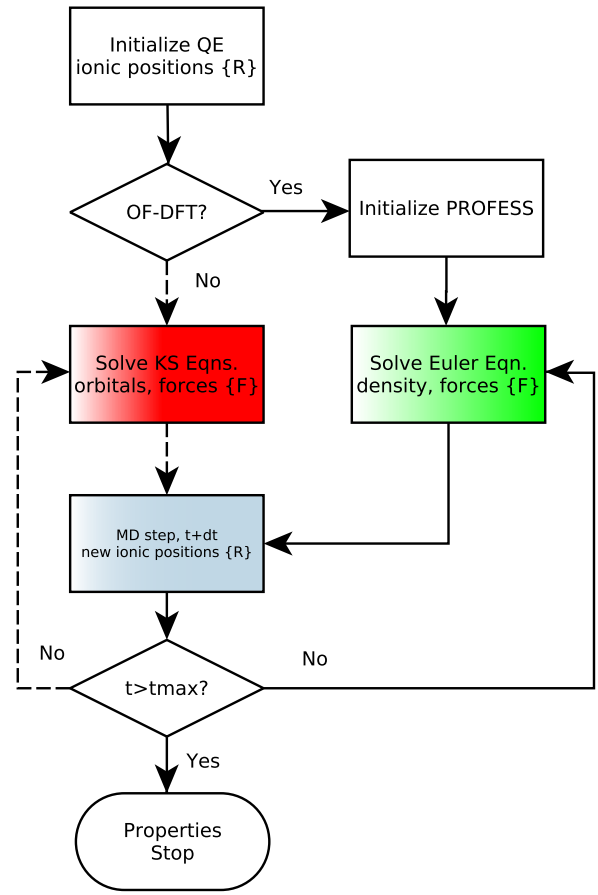 Initialize QE
ionic positions {R}
OF-DFT?
Yes
Initialize PROFESS
No
Solve KS Eqns.
orbitals, forces {F}
Solve Euler Eqn.
density, forces {F}
MD step, t+dt
new ionic positions {R}
No
No
t>tmax?
Yes
Properties
Stop